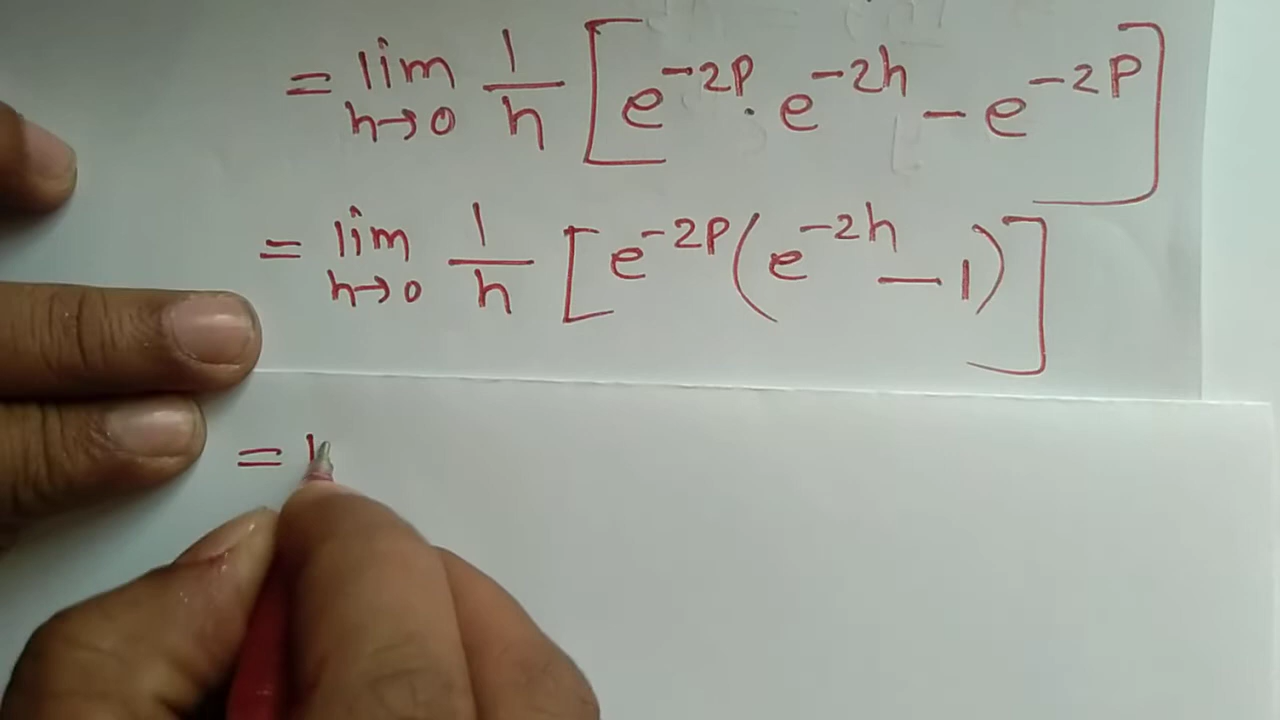 = lim h→0 1/h [e^-2P . e^-2h - e^-2P]
= lim h→0 1/h [e^-2P (e^-2h - 1)]
= l